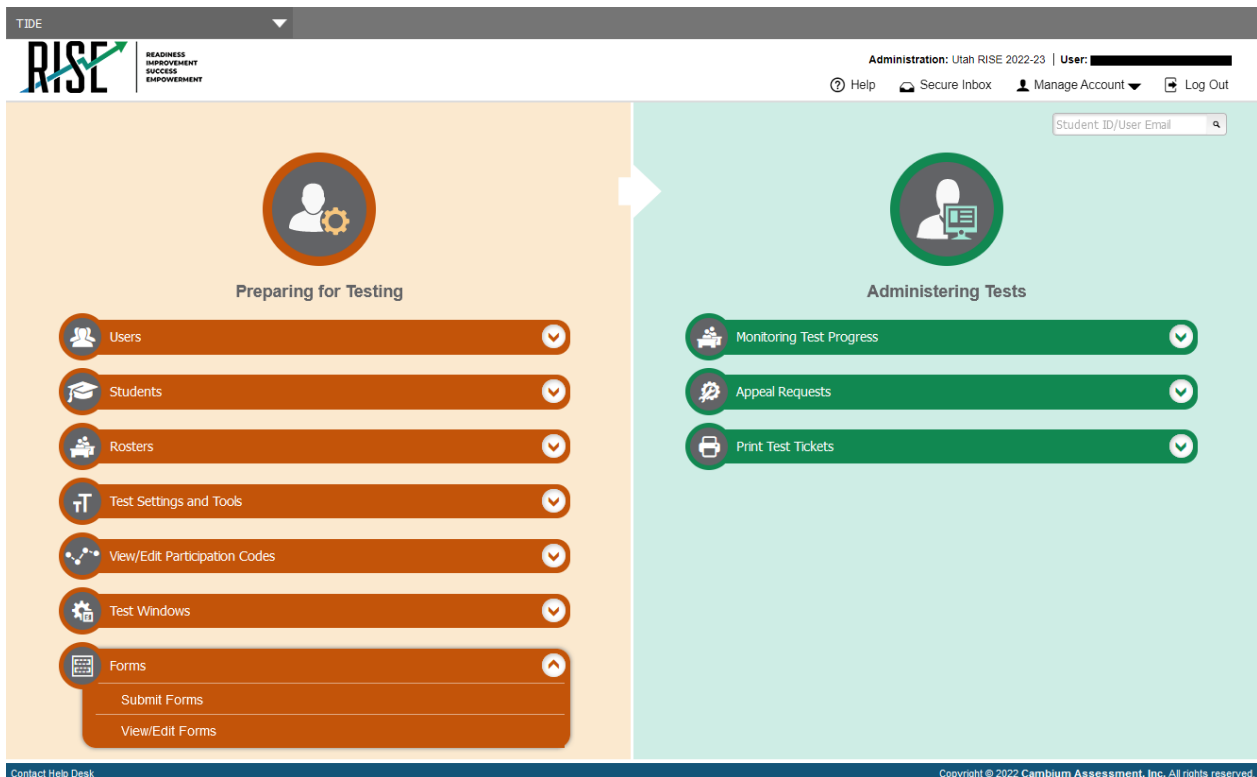 TIDE
RISE
READINESS
IMPROVEMENT
SUCCESS
EMPOWERMENT
Administration: Utah RISE 2022-23 | User:
Help Secure Inbox Manage Account Log Out
Student ID/User Email
Preparing for Testing
Users
Students
Rosters
Test Settings and Tools
View/Edit Participation Codes
Test Windows
Forms
Submit Forms
View/Edit Forms
Administering Tests
Monitoring Test Progress
Appeal Requests
Print Test Tickets
Contact Help Desk
Copyright © 2022 Cambium Assessment, Inc. All rights reserved.